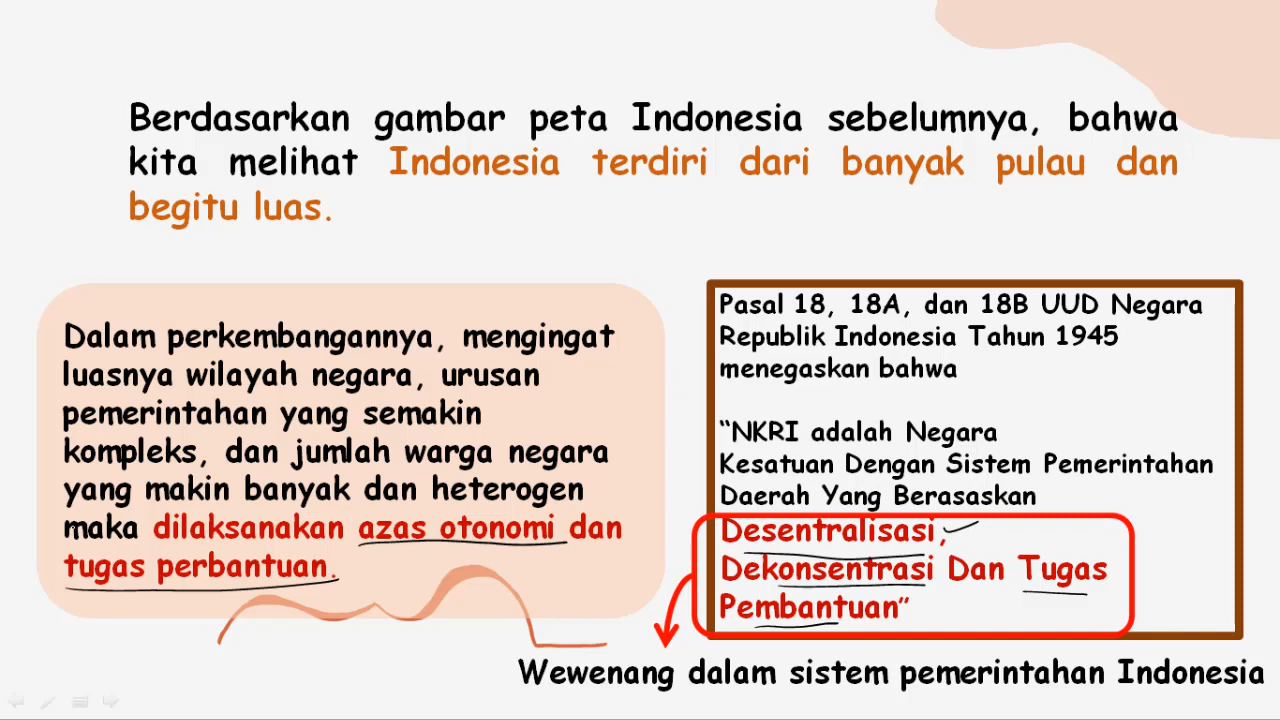 Berdasarkan gambar peta Indonesia sebelumnya, bahwa
kita melihat Indonesia terdiri dari banyak pulau dan
begitu luas.
Dalam perkembangannya, mengingat
luasnya wilayah negara, urusan
pemerintahan yang semakin
kompleks, dan jumlah warga negara
yang makin banyak dan heterogen
maka dilaksanakan azas otonomi dan
tugas perbantuan.
Pasal 18, 18A, dan 18B UUD Negara
Republik Indonesia Tahun 1945
menegaskan bahwa
“NKRI adalah Negara
Kesatuan Dengan Sistem Pemerintahan
Daerah Yang Berasaskan
Desentralisasi,
Dekonsentrasi Dan Tugas
Pembantuan”
Wewenang dalam sistem pemerintahan Indonesia